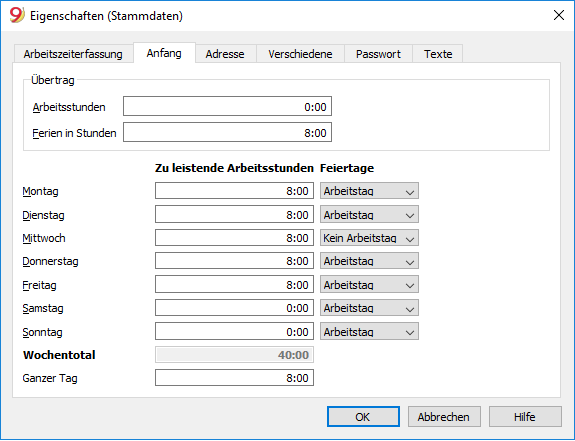 9 Eigenschaften (Stammdaten)
Arbeitszeiterfassung Anfang Adresse Verschiedene Passwort Texte
Übertrag
Arbeitsstunden 0:00
Ferien in Stunden 8:00
Zu leistende Arbeitsstunden Feiertage
Montag 8:00 Arbeitstag
Dienstag 8:00 Arbeitstag
Mittwoch 8:00 Kein Arbeitstag
Donnerstag 8:00 Arbeitstag
Freitag 8:00 Arbeitstag
Samstag 0:00 Arbeitstag
Sonntag 0:00 Arbeitstag
Wochentotal 40:00
Ganzer Tag 8:00
OK Abbrechen Hilfe